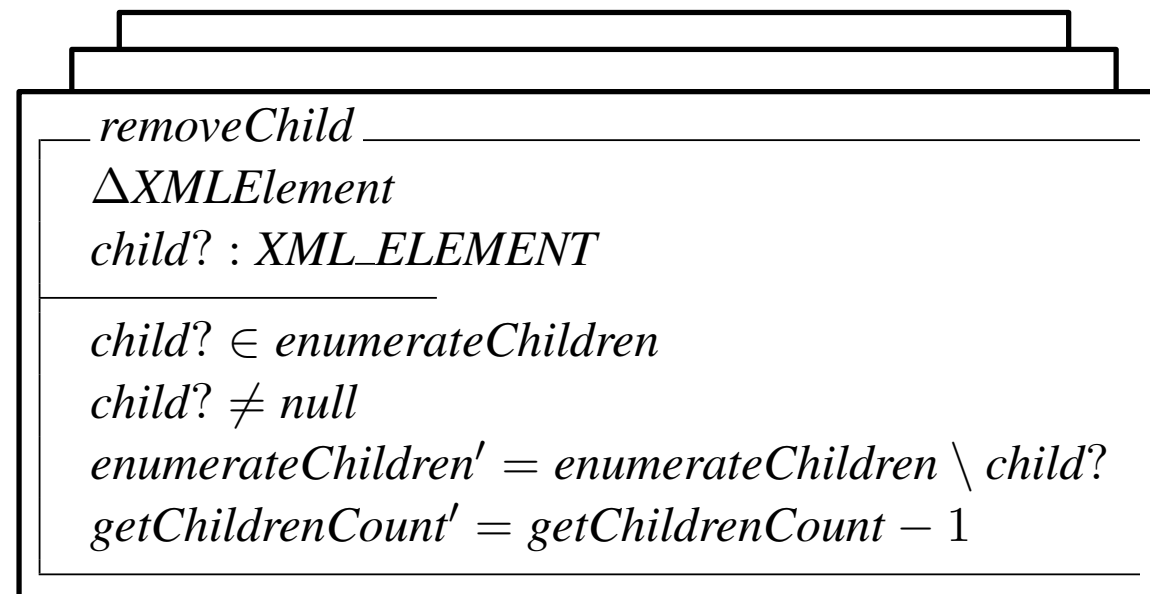 removeChild
ΔXMLElement
child? : XML_ELEMENT
child? ∈ enumerateChildren
child? ≠ null
enumerateChildren′ = enumerateChildren \ child?
getChildrenCount′ = getChildrenCount − 1